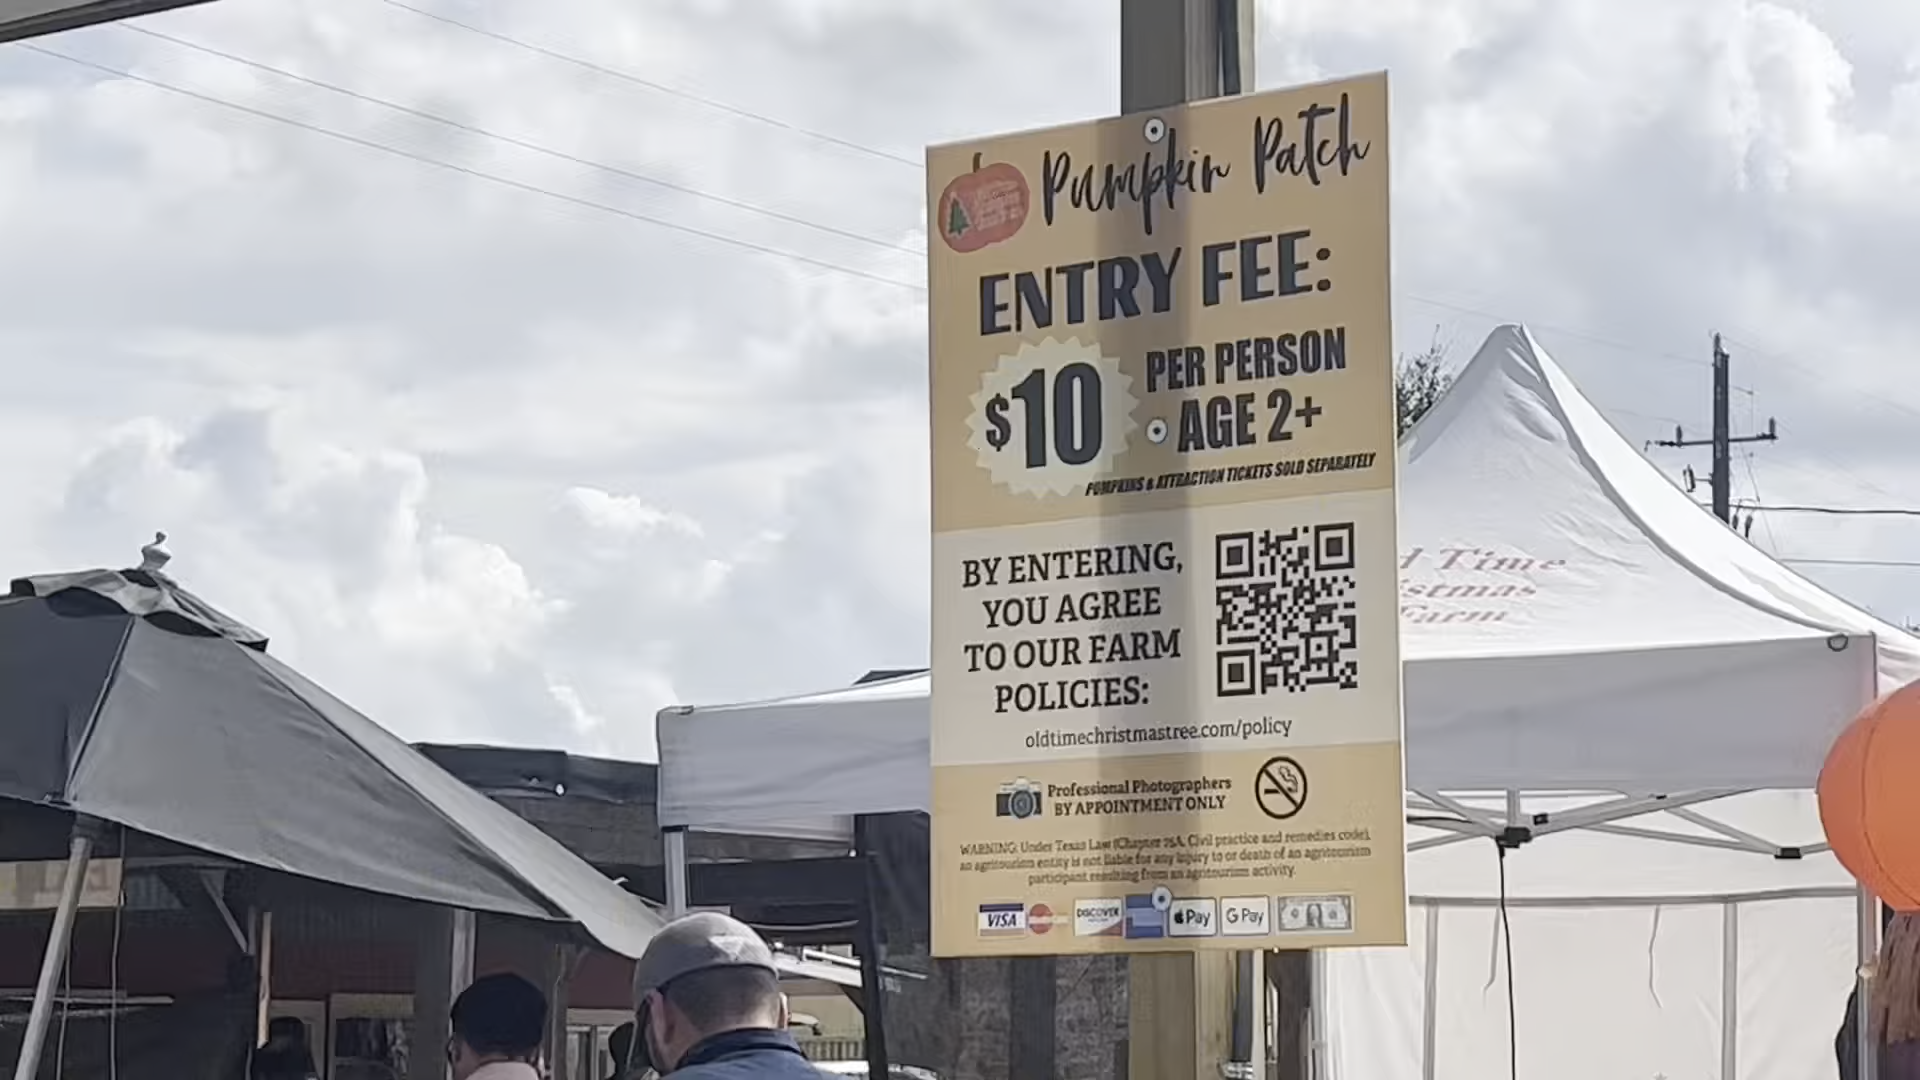 Pumpkin Patch
ENTRY FEE:
$10
PER PERSON
AGE 2+
PUMPKINS & ATTRACTION TICKETS SOLD SEPARATELY
BY ENTERING,
YOU AGREE
TO OUR FARM
POLICIES:
oldtimechristmastree.com/policy
Professional Photographers
BY APPOINTMENT ONLY
WARNING: Under Texas Law (Chapter 75A, Civil practice and remedies code),
an agritourism entity is not liable for any injury to or death of an agritourism
participant resulting from an agritourism activity.
VISA
DISCOVER
Pay
G Pay
d Time
stmas
Farm